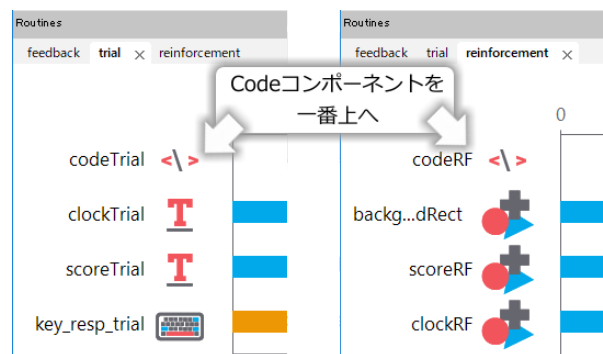 Routines
feedback trial × reinforcement
codeTrial
clockTrial
scoreTrial
key_resp_trial
Codeコンポーネントを
一番上へ
Routines
feedback trial reinforcement ×
0
codeRF
backg...dRect
scoreRF
clockRF